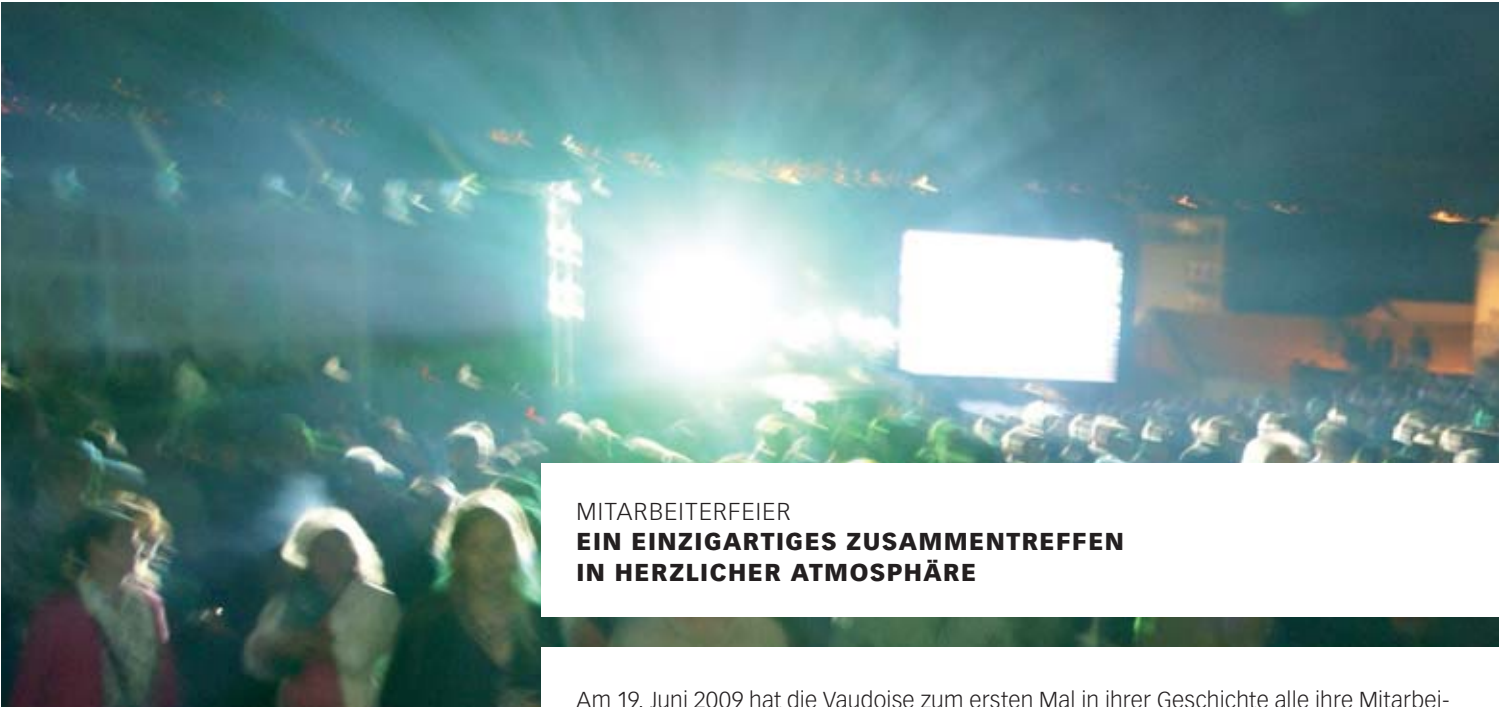 MITARBEITERFEIER
EIN EINZIGARTIGES ZUSAMMENTREFFEN
IN HERZLICHER ATMOSPHÄRE
Am 19. Juni 2009 hat die Vaudoise zum ersten Mal in ihrer Geschichte alle ihre Mitarbei-